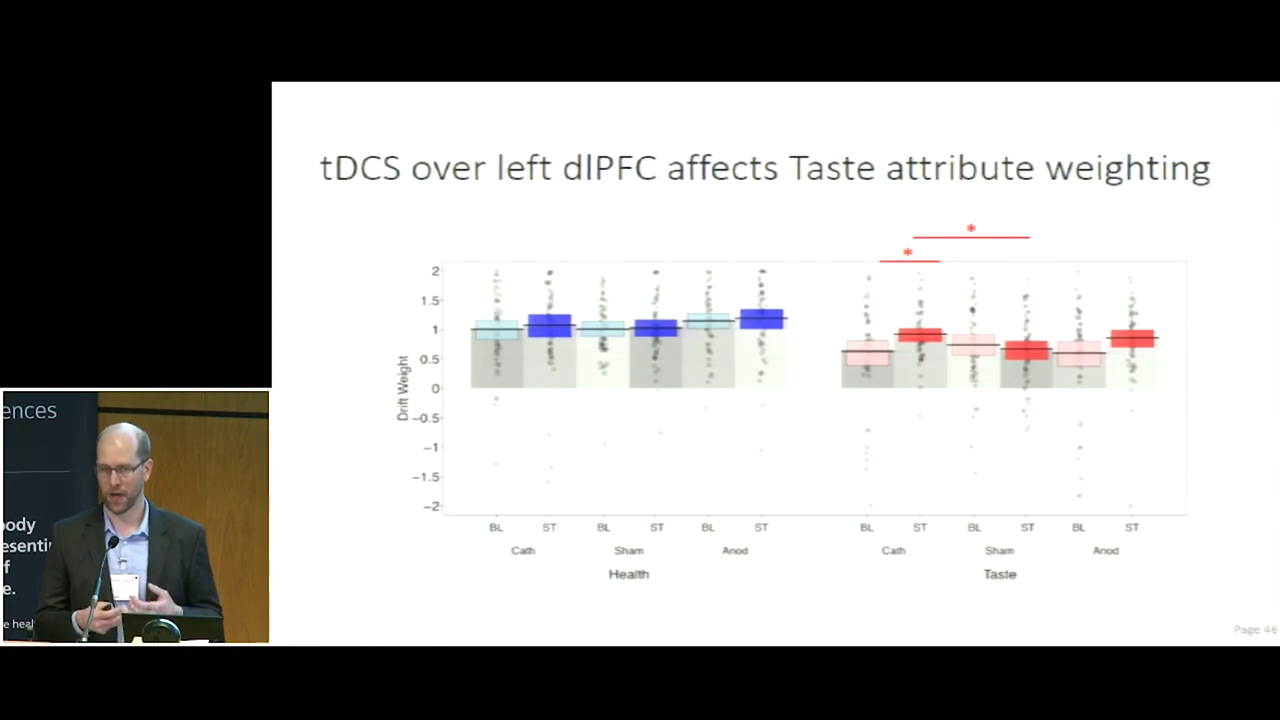 tDCS over left dlPFC affects Taste attribute weighting
*
*
Drift Weight
2
1.5
1
0.5
0
−0.5
−1
−1.5
−2
BL ST BL ST BL ST BL ST BL ST BL ST
Cath Sham Anod Cath Sham Anod
Health Taste
Page 46
ences
ody
f
e.